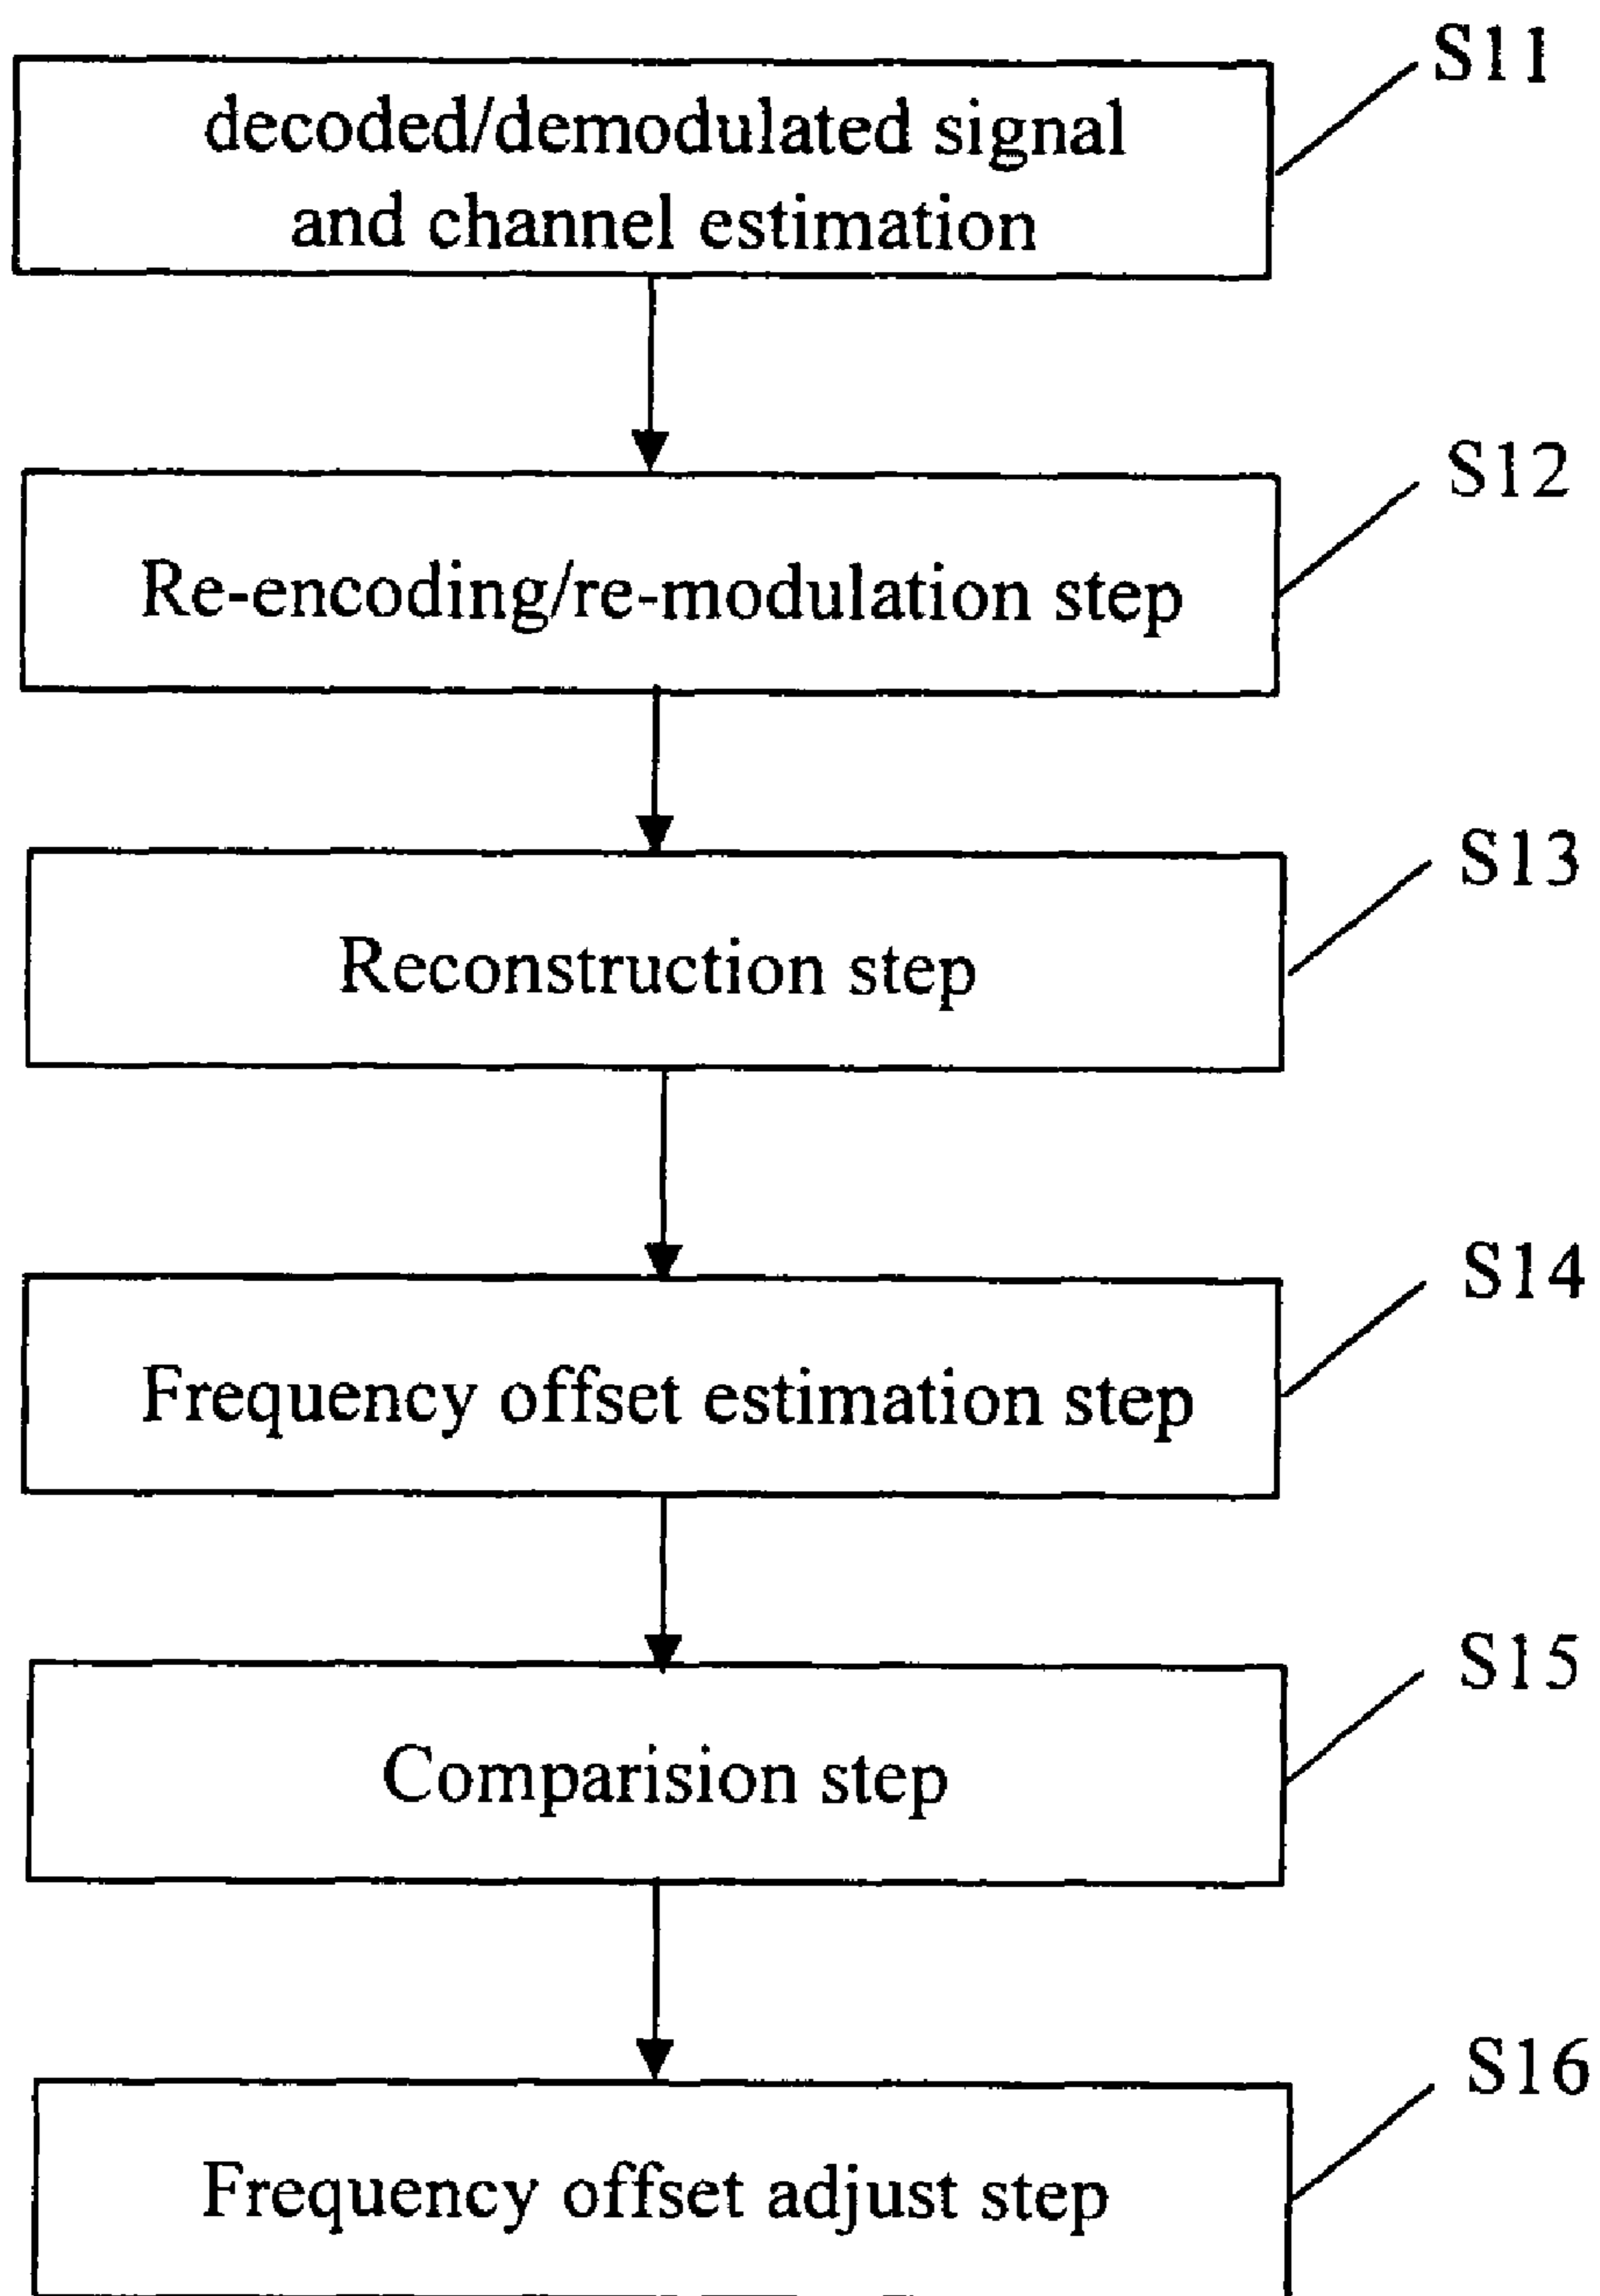 S11
decoded/demodulated signal
and channel estimation
S12
Re-encoding/re-modulation step
S13
Reconstruction step
S14
Frequency offset estimation step
S15
Comparision step
S16
Frequency offset adjust step